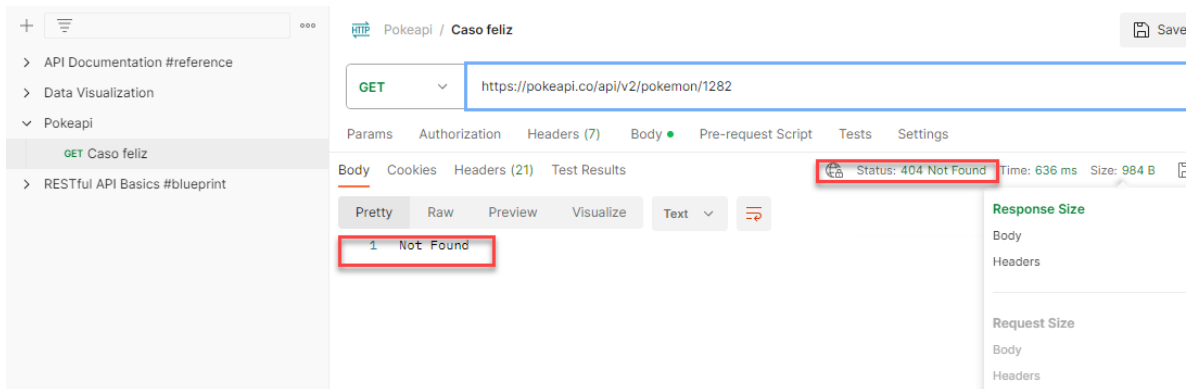 Pokeapi / Caso feliz
Save
API Documentation #reference
Data Visualization
Pokeapi
GET Caso feliz
RESTful API Basics #blueprint
GET
https://pokeapi.co/api/v2/pokemon/1282
Params Authorization Headers (7) Body Pre-request Script Tests Settings
Body Cookies Headers (21) Test Results
Status: 404 Not Found Time: 636 ms Size: 984 B
Pretty Raw Preview Visualize Text
1 Not Found
Response Size
Body
Headers
Request Size
Body
Headers